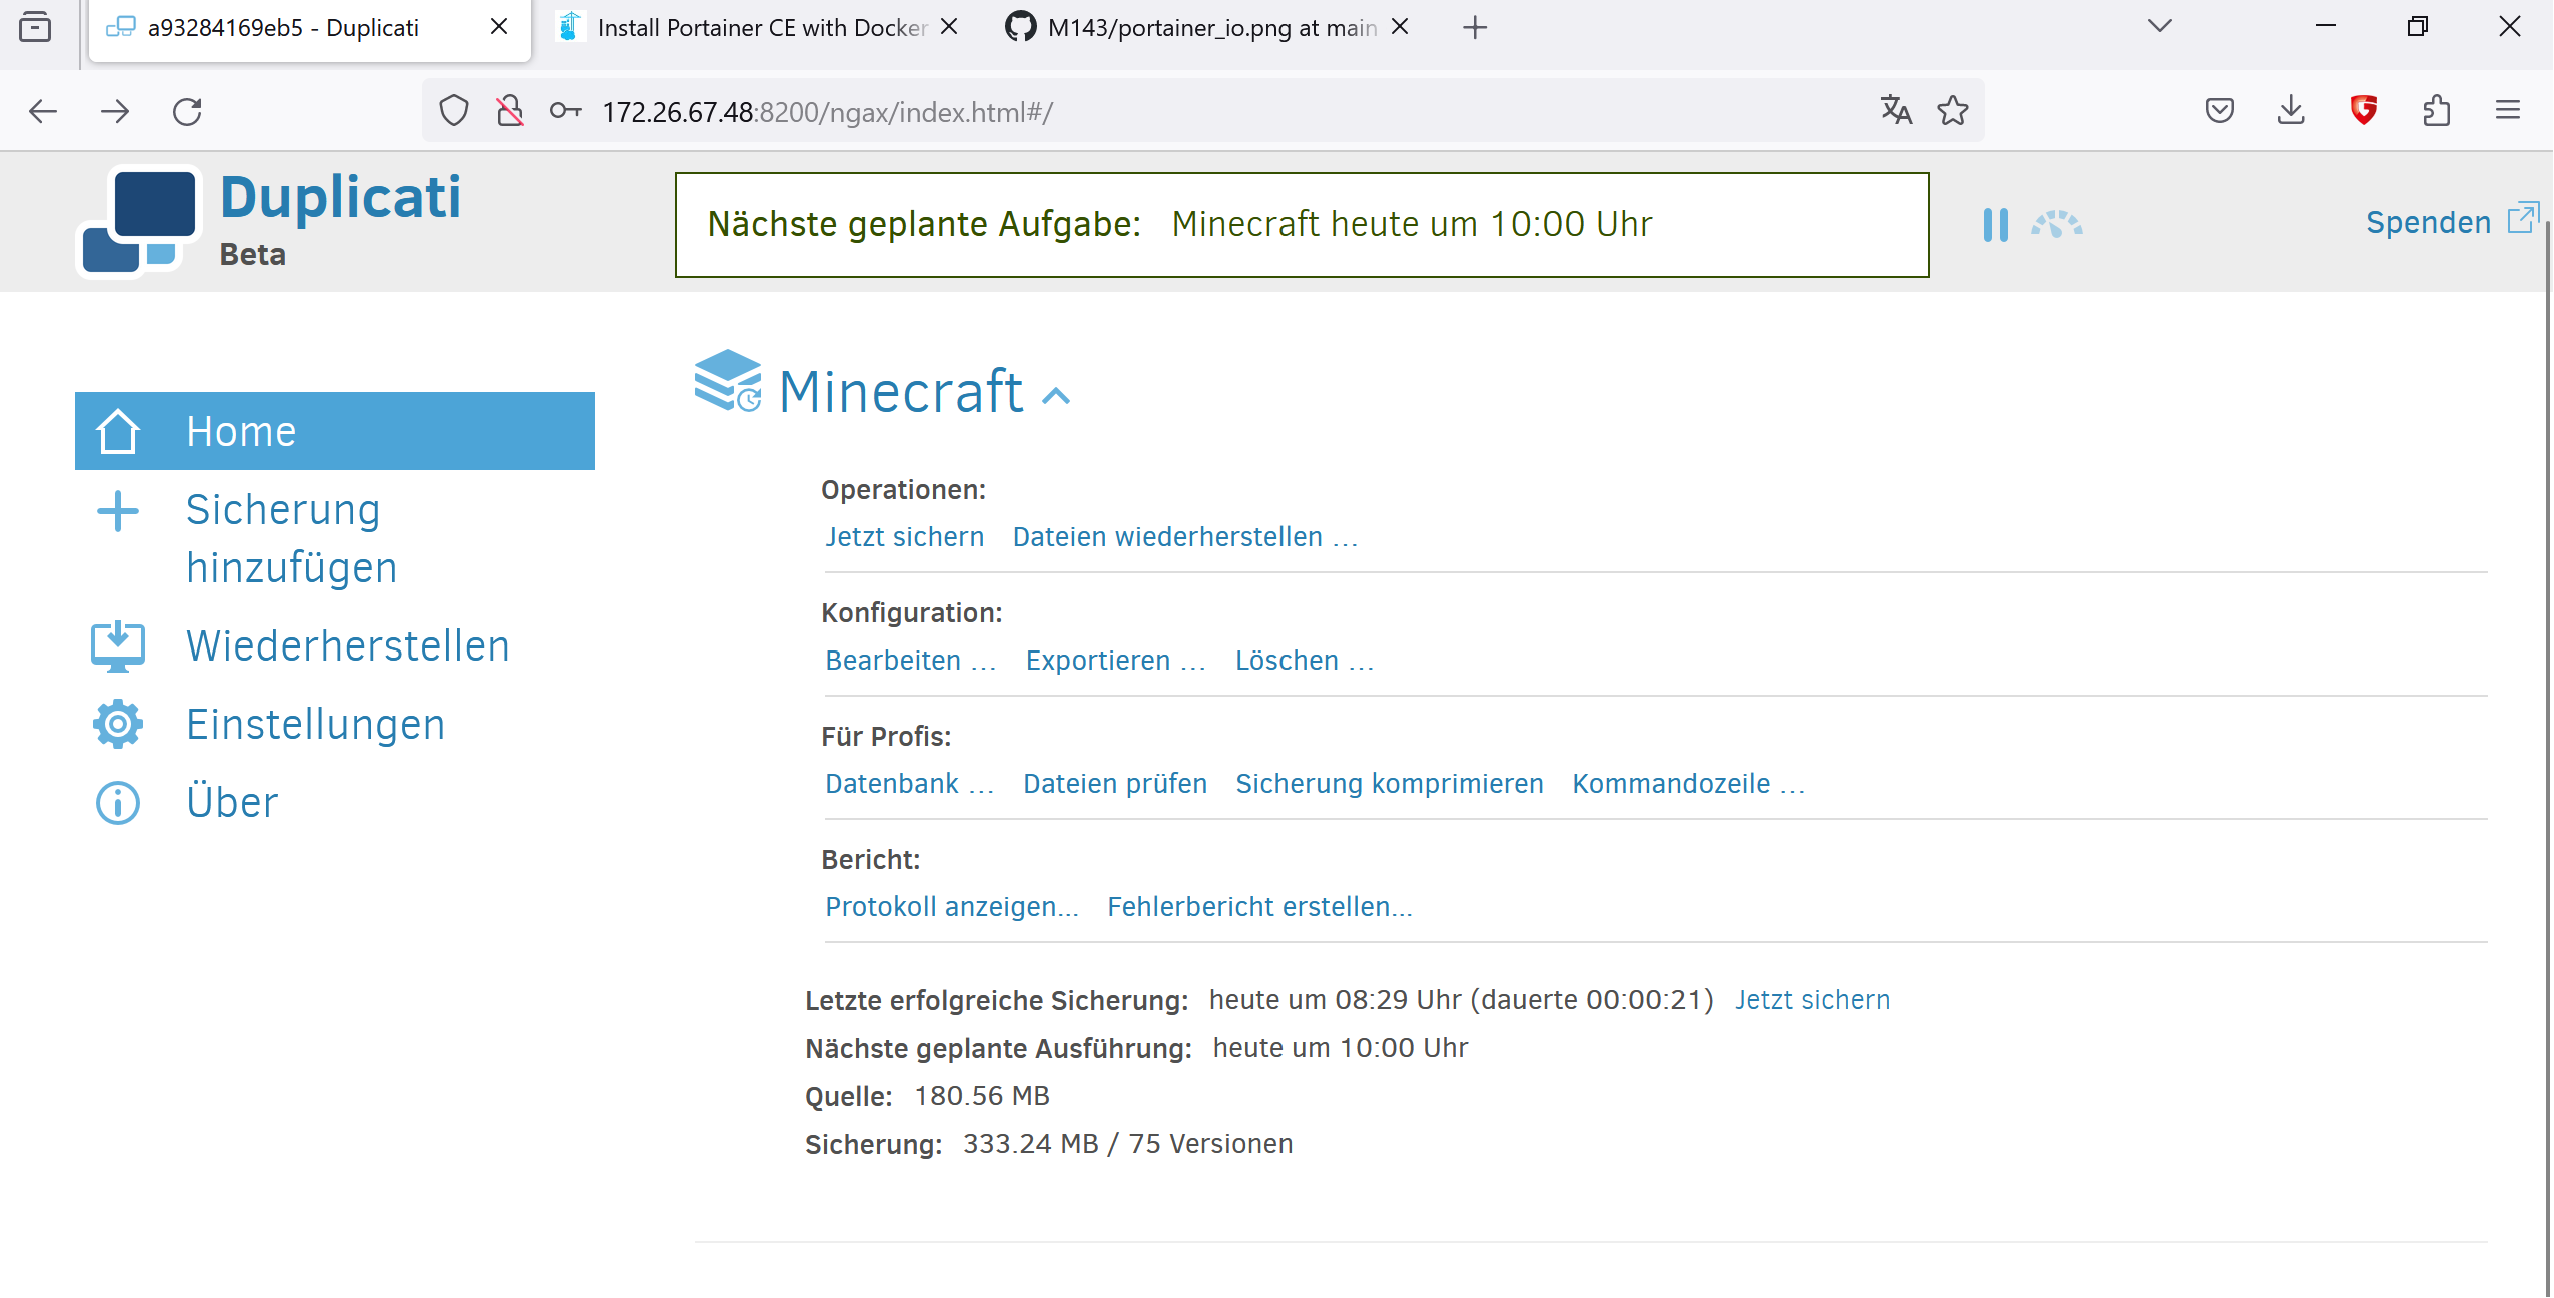 a93284169eb5 - Duplicati
Install Portainer CE with Docker
M143/portainer_io.png at main
172.26.67.48:8200/ngax/index.html#/
Duplicati
Beta
Nächste geplante Aufgabe: Minecraft heute um 10:00 Uhr
Spenden
Home
Sicherung
hinzufügen
Wiederherstellen
Einstellungen
Über
Minecraft
Operationen:
Jetzt sichern Dateien wiederherstellen ...
Konfiguration:
Bearbeiten ... Exportieren ... Löschen ...
Für Profis:
Datenbank ... Dateien prüfen Sicherung komprimieren Kommandozeile ...
Bericht:
Protokoll anzeigen... Fehlerbericht erstellen...
Letzte erfolgreiche Sicherung: heute um 08:29 Uhr (dauerte 00:00:21) Jetzt sichern
Nächste geplante Ausführung: heute um 10:00 Uhr
Quelle: 180.56 MB
Sicherung: 333.24 MB / 75 Versionen